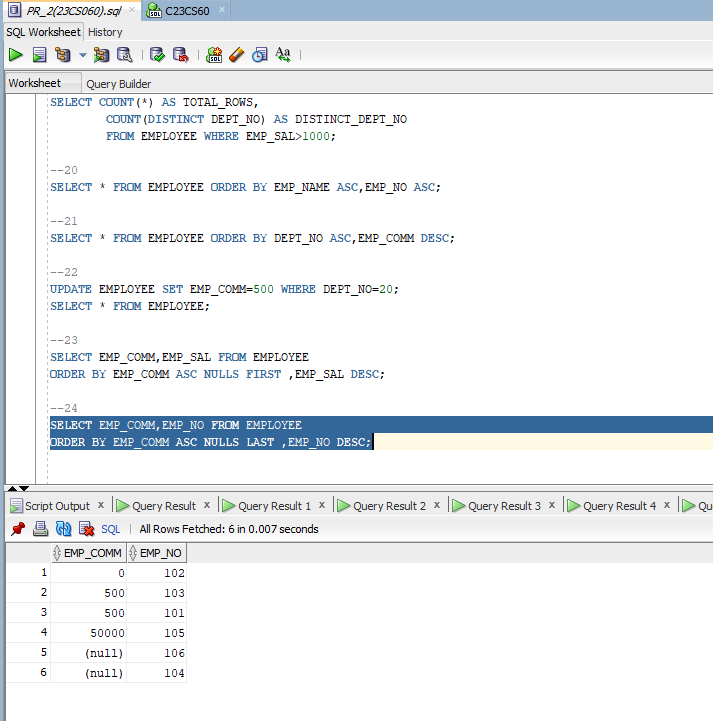 PR_2(23CS060).sql × C23CS60 ×
SQL Worksheet History
Worksheet Query Builder
SELECT COUNT(*) AS TOTAL_ROWS,
COUNT(DISTINCT DEPT_NO) AS DISTINCT_DEPT_NO
FROM EMPLOYEE WHERE EMP_SAL>1000;
--20
SELECT * FROM EMPLOYEE ORDER BY EMP_NAME ASC,EMP_NO ASC;
--21
SELECT * FROM EMPLOYEE ORDER BY DEPT_NO ASC,EMP_COMM DESC;
--22
UPDATE EMPLOYEE SET EMP_COMM=500 WHERE DEPT_NO=20;
SELECT * FROM EMPLOYEE;
--23
SELECT EMP_COMM,EMP_SAL FROM EMPLOYEE
ORDER BY EMP_COMM ASC NULLS FIRST ,EMP_SAL DESC;
--24
SELECT EMP_COMM,EMP_NO FROM EMPLOYEE
ORDER BY EMP_COMM ASC NULLS LAST ,EMP_NO DESC;
Script Output x Query Result x Query Result 1 x Query Result 2 x Query Result 3 x Query Result 4 x Qu
SQL All Rows Fetched: 6 in 0.007 seconds
EMP_COMM EMP_NO
1 0 102
2 500 103
3 500 101
4 50000 105
5 (null) 106
6 (null) 104